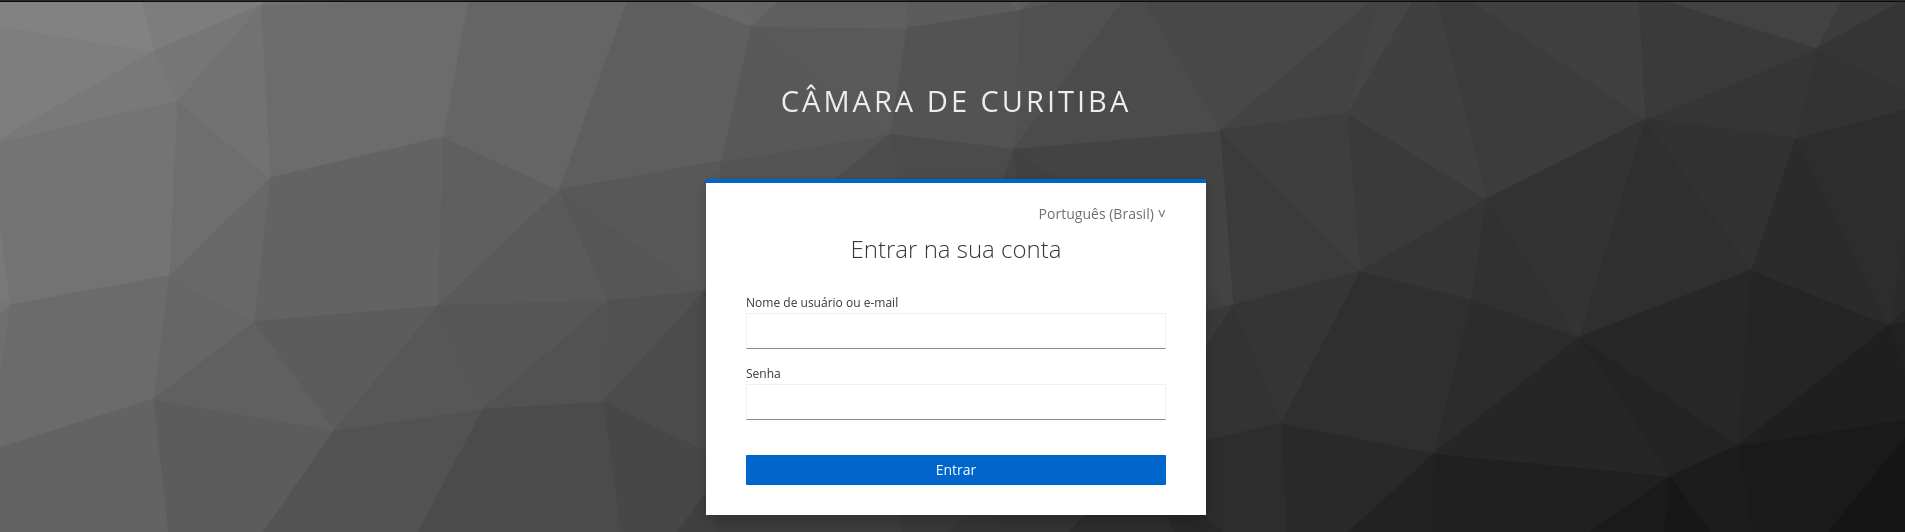 CÂMARA DE CURITIBA
Português (Brasil) ˅
Entrar na sua conta
Nome de usuário ou e-mail
Senha
Entrar